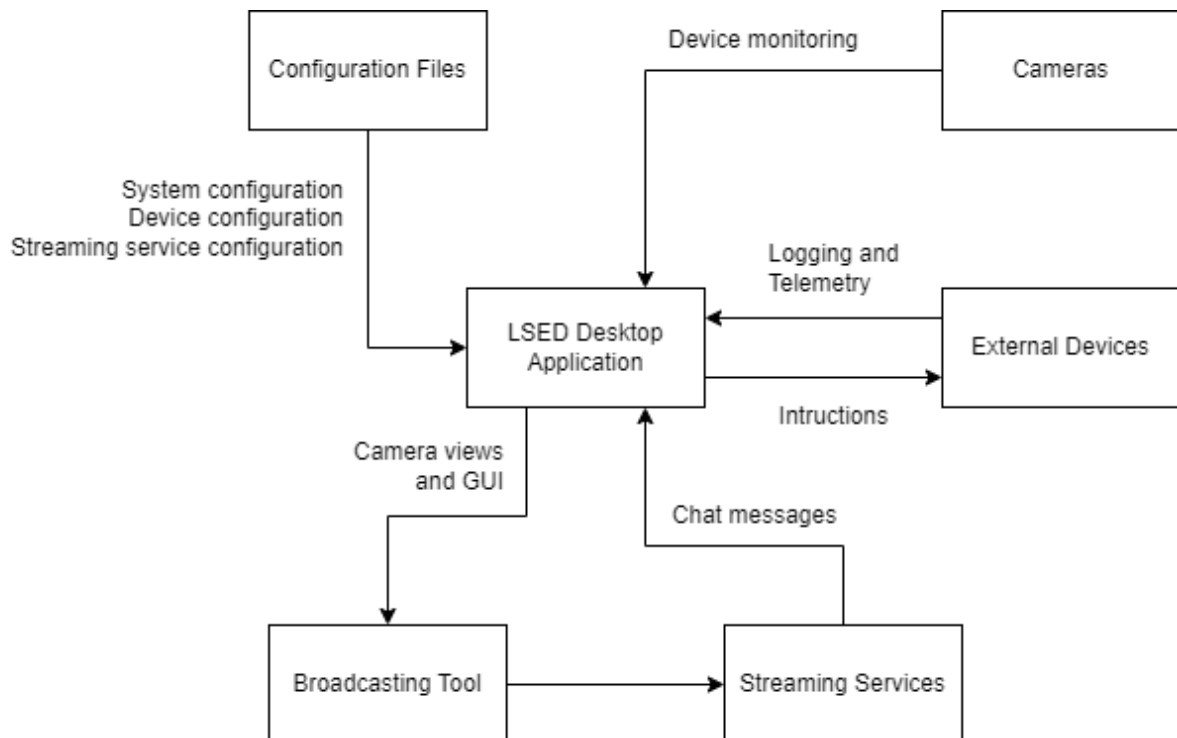 Device monitoring
Configuration Files
Cameras
System configuration
Device configuration
Streaming service configuration
Logging and
Telemetry
LSED Desktop
Application
External Devices
Intructions
Camera views
and GUI
Chat messages
Broadcasting Tool
Streaming Services